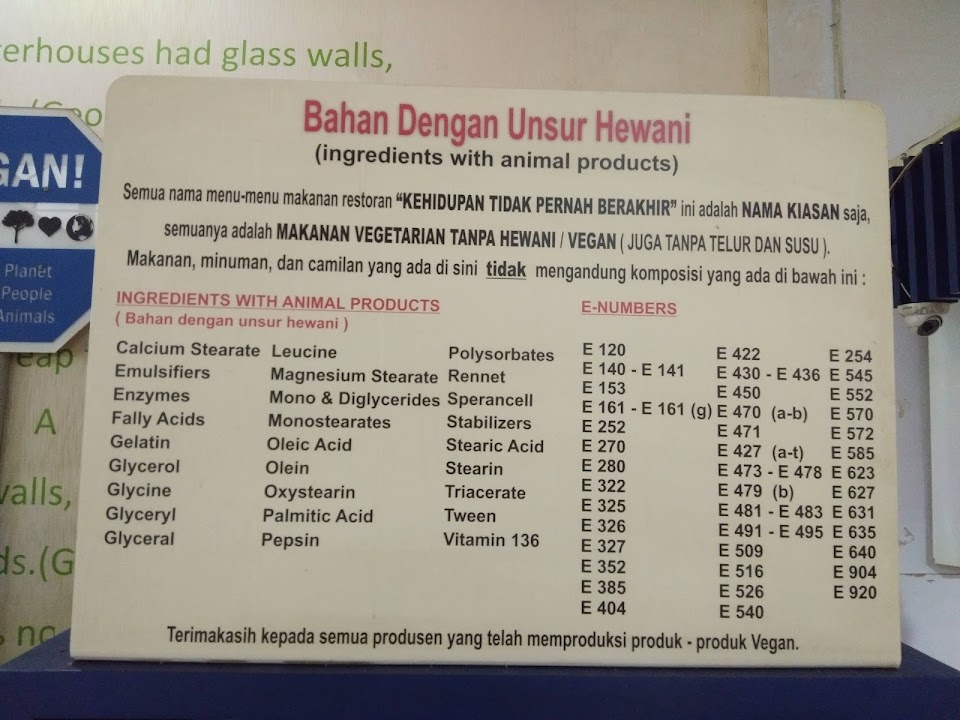 terhouses had glass walls,
GAN!
Planet
People
Animals
A
walls,
ds.(G
Bahan Dengan Unsur Hewani
(ingredients with animal products)
Semua nama menu-menu makanan restoran “KEHIDUPAN TIDAK PERNAH BERAKHIR” ini adalah NAMA KIASAN saja,
semuanya adalah MAKANAN VEGETARIAN TANPA HEWANI / VEGAN ( JUGA TANPA TELUR DAN SUSU ).
Makanan, minuman, dan camilan yang ada di sini tidak mengandung komposisi yang ada di bawah ini :
INGREDIENTS WITH ANIMAL PRODUCTS
( Bahan dengan unsur hewani )
Calcium Stearate
Emulsifiers
Enzymes
Fally Acids
Gelatin
Glycerol
Glycine
Glyceryl
Glyceral
Leucine
Magnesium Stearate
Mono & Diglycerides
Monostearates
Oleic Acid
Olein
Oxystearin
Palmitic Acid
Pepsin
Polysorbates
Rennet
Sperancell
Stabilizers
Stearic Acid
Stearin
Triacerate
Tween
Vitamin 136
E-NUMBERS
E 120
E 140 - E 141
E 153
E 161 - E 161 (g)
E 252
E 270
E 280
E 322
E 325
E 326
E 327
E 352
E 385
E 404
E 422
E 430 - E 436
E 450
E 470 (a-b)
E 471
E 427 (a-t)
E 473 - E 478
E 479 (b)
E 481 - E 483
E 491 - E 495
E 509
E 516
E 526
E 540
E 254
E 545
E 552
E 570
E 572
E 585
E 623
E 627
E 631
E 635
E 640
E 904
E 920
Terimakasih kepada semua produsen yang telah memproduksi produk - produk Vegan.